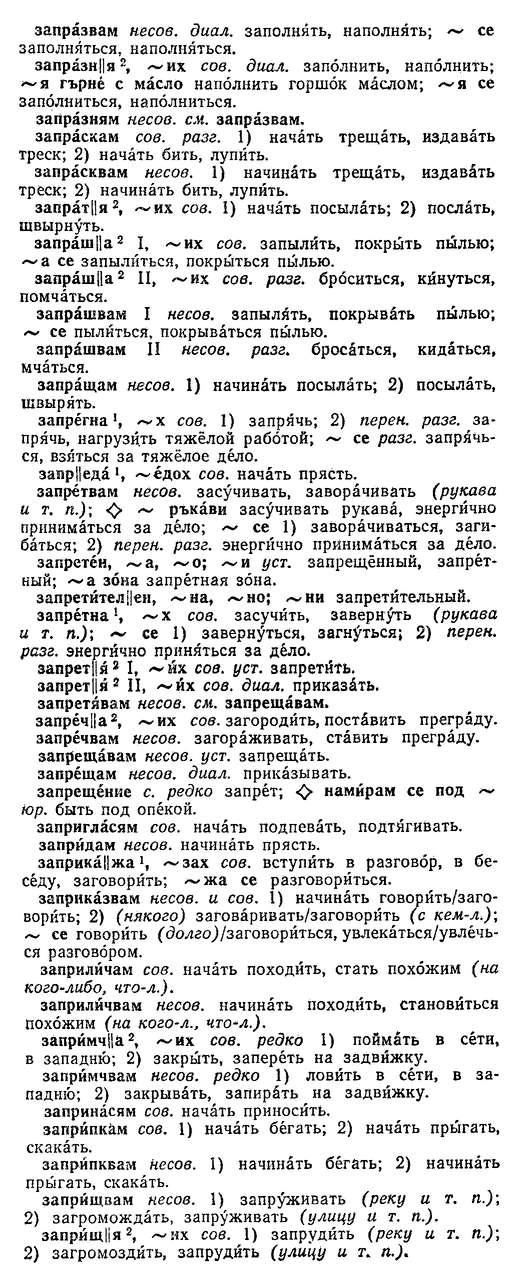 запра́звам несов. диал. заполня́ть, наполня́ть; ~ се
заполня́ться, наполня́ться.
запра́зн||я², ~их сов. диал. запо́лнить, напо́лнить;
~я гърне́ с ма́сло напо́лнить горшо́к ма́слом; ~я се
запо́лниться, напо́лниться.
запра́зням несов. см. запра́звам.
запра́скам сов. разг. 1) нача́ть треща́ть, издава́ть
треск; 2) нача́ть бить, лупи́ть.
запра́сквам несов. 1) начина́ть треща́ть, издава́ть
треск; 2) начина́ть бить, лупи́ть.
запра́т||я², ~их сов. 1) нача́ть посыла́ть; 2) посла́ть,
швырну́ть.
запра́ш||а² I, ~их сов. запыли́ть, покры́ть пы́лью;
~а се запыли́ться, покры́ться пы́лью.
запра́ш||а² II, ~их сов. разг. бро́ситься, ки́нуться,
помча́ться.
запра́швам I несов. запыля́ть, покрыва́ть пы́лью;
~ се пыли́ться, покрыва́ться пы́лью.
запра́швам II несов. разг. броса́ться, кида́ться,
мча́ться.
запра́щам несов. 1) начина́ть посыла́ть; 2) посыла́ть,
швыря́ть.
запре́гна¹, ~х сов. 1) запря́чь; 2) перен. разг. за-
пря́чь, нагрузи́ть тяжёлой рабо́той; ~ се разг. запря́чь-
ся, взя́ться за тяжёлое де́ло.
запр||еда́¹, ~е́дох сов. нача́ть прясть.
запре́твам несов. засу́чивать, завора́чивать (рукава
и т. п.); ◇ ~ ръка́ви засу́чивать рукава́, энерги́чно
принима́ться за де́ло; ~ се 1) завора́чиваться, заги-
ба́ться; 2) перен. разг. энерги́чно принима́ться за де́ло.
запрете́н, ~а, ~о; ~и уст. запрещённый, запре́т-
ный; ~а зо́на запре́тная зо́на.
запрети́тел||ен, ~на, ~но; ~ни запрети́тельный.
запре́тна¹, ~х сов. засучи́ть, заверну́ть (рукава
и т. п.); ~ се 1) заверну́ться, загну́ться; 2) перен.
разг. энерги́чно приня́ться за де́ло.
запрет||я́² I, ~и́х сов. уст. запрети́ть.
запрет||я́² II, ~и́х сов. диал. приказа́ть.
запретя́вам несов. см. запреща́вам.
запре́ч||а², ~их сов. загороди́ть, поста́вить прегра́ду.
запре́чвам несов. загора́живать, ста́вить прегра́ду.
запреща́вам несов. уст. запреща́ть.
запре́щам несов. диал. прика́зывать.
запреще́ние с. редко запре́т; ◇ нами́рам се под ~
юр. быть под опе́кой.
запригла́сям сов. нача́ть подпева́ть, подтя́гивать.
запри́дам несов. начина́ть прясть.
заприка́||жа¹, ~зах сов. вступи́ть в разгово́р, в бе-
се́ду, заговори́ть; ~жа се разговори́ться.
заприка́звам несов. и сов. 1) начина́ть говори́ть/заго-
вори́ть; 2) (някого) загова́ривать/заговори́ть (с кем-л.);
~ се говори́ть (долго)/заговори́ться, увлека́ться/увле́чь-
ся разгово́ром.
заприли́чам сов. нача́ть походи́ть, стать похо́жим (на
кого-либо, что-л.).
заприли́чвам несов. начина́ть походи́ть, станови́ться
похо́жим (на кого-л., что-л.).
запри́мч||а², ~их сов. редко 1) пойма́ть в се́ти,
в западню́; 2) закры́ть, запере́ть на задви́жку.
запри́мчвам несов. редко 1) лови́ть в се́ти, в за-
падню́; 2) закрыва́ть, запира́ть на задви́жку.
заприна́сям сов. нача́ть приноси́ть.
запри́пкам сов. 1) нача́ть бе́гать; 2) нача́ть пры́гать,
скака́ть.
запри́пквам несов. 1) начина́ть бе́гать; 2) начина́ть
пры́гать, скака́ть.
запри́щвам несов. 1) запру́живать (реку и т. п.);
2) загроможда́ть, запру́живать (улицу и т. п.).
запри́щ||я², ~их сов. 1) запруди́ть (реку и т. п.);
2) загромозди́ть, запруди́ть (улицу и т. п.).